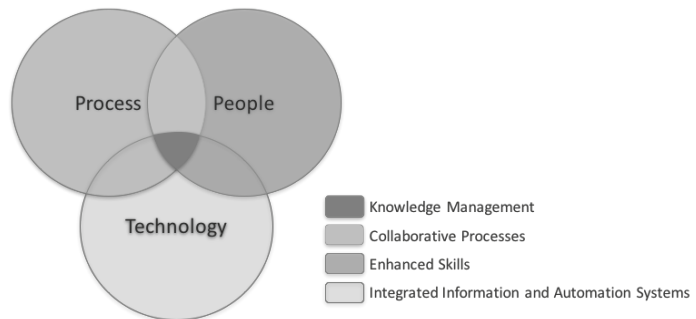 Process
People
Technology
Knowledge Management
Collaborative Processes
Enhanced Skills
Integrated Information and Automation Systems